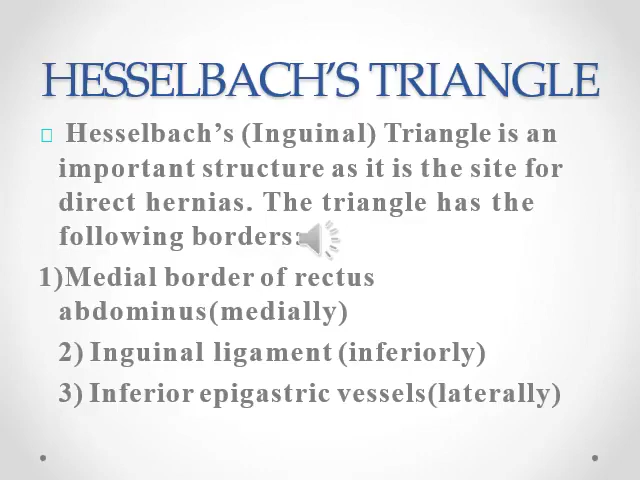 HESSELBACH'S TRIANGLE
Hesselbach's (Inguinal) Triangle is an
important structure as it is the site for
direct hernias. The triangle has the
following borders:
1)Medial border of rectus
abdominus(medially)
2) Inguinal ligament (inferiorly)
3) Inferior epigastric vessels(laterally)